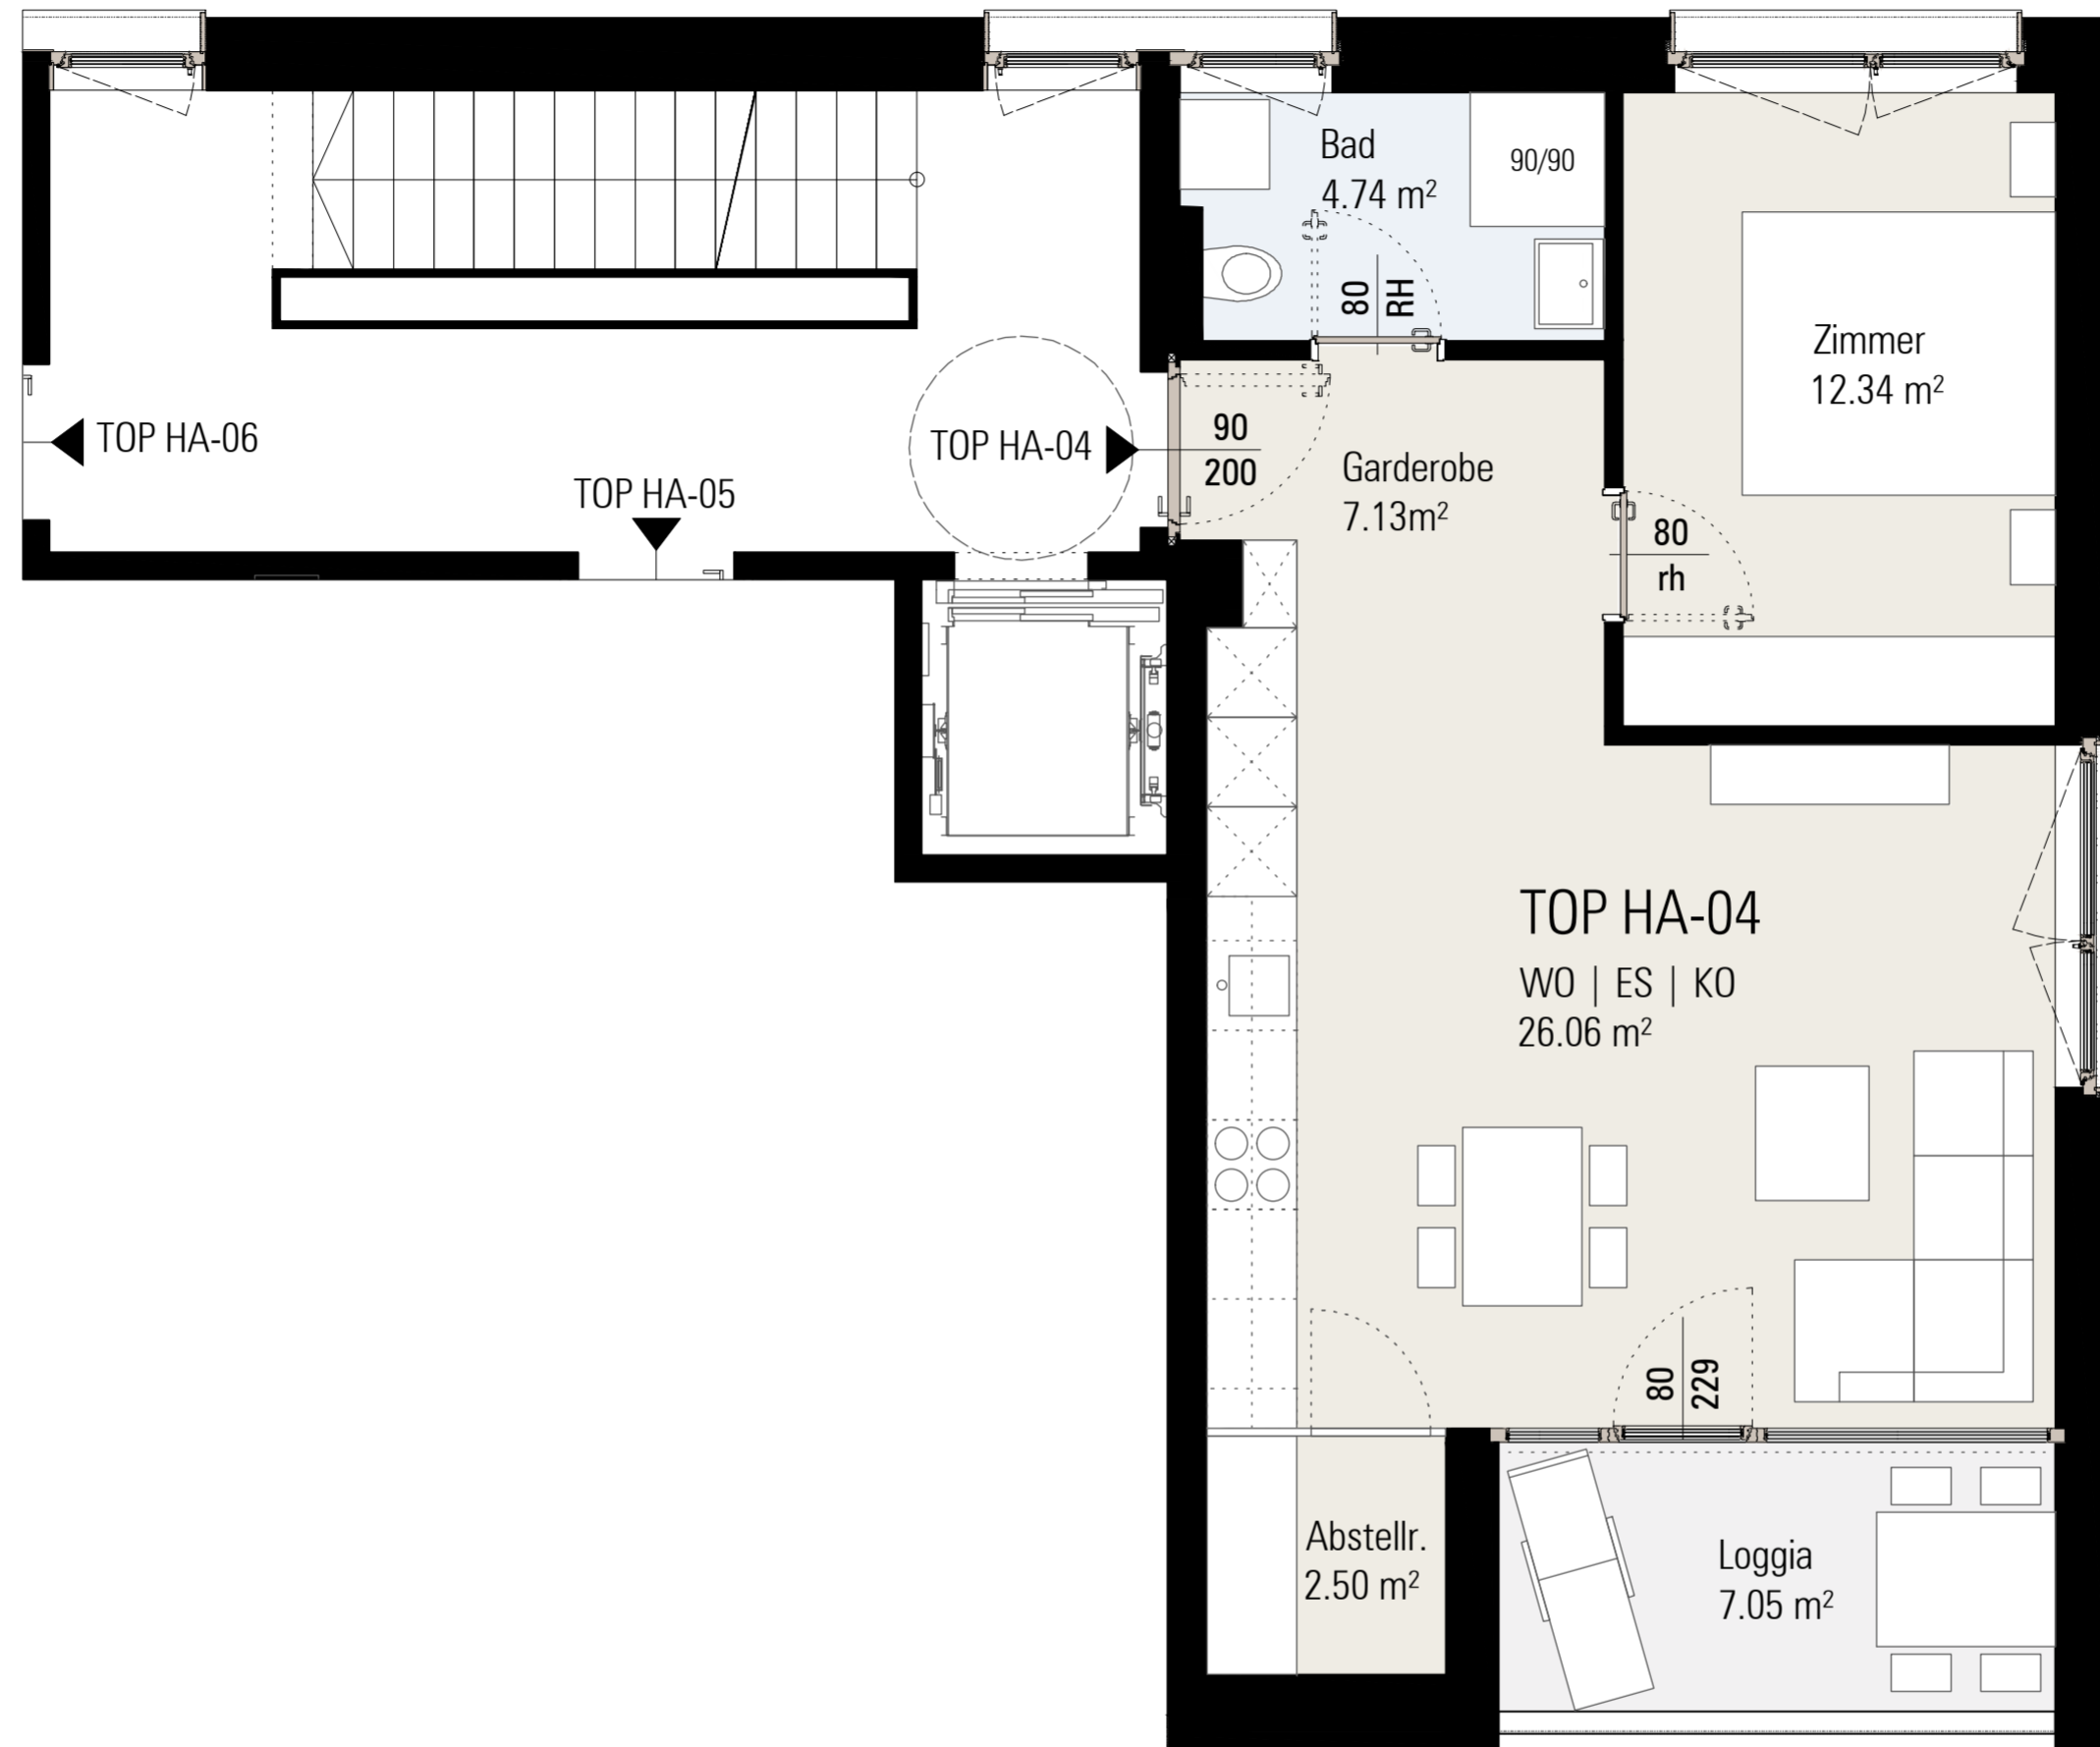 Bad
4.74 m²
90/90
80
RH
Zimmer
12.34 m²
TOP HA-06
TOP HA-05
TOP HA-04
90
200
Garderobe
7.13m²
80
rh
TOP HA-04
WO | ES | KO
26.06 m²
80
229
Abstellr.
2.50 m²
Loggia
7.05 m²